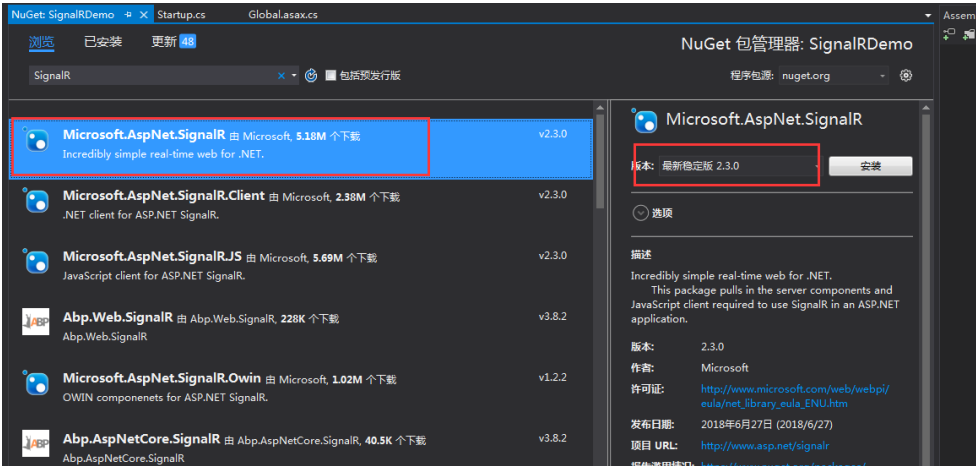 NuGet: SignalRDemo
Startup.cs
Global.asax.cs
Assem
浏览
已安装
更新 48
NuGet 包管理器: SignalRDemo
SignalR
包括预发行版
程序包源: nuget.org
Microsoft.AspNet.SignalR 由 Microsoft, 5.18M 个下载
v2.3.0
Incredibly simple real-time web for .NET.
Microsoft.AspNet.SignalR.Client 由 Microsoft, 2.38M 个下载
v2.3.0
.NET client for ASP.NET SignalR.
Microsoft.AspNet.SignalR.JS 由 Microsoft, 5.69M 个下载
v2.3.0
JavaScript client for ASP.NET SignalR.
ABP
Abp.Web.SignalR 由 Abp.Web.SignalR, 228K 个下载
v3.8.2
Abp.Web.SignalR
Microsoft.AspNet.SignalR.Owin 由 Microsoft, 1.02M 个下载
v1.2.2
OWIN componenets for ASP.NET SignalR.
ABP
Abp.AspNetCore.SignalR 由 Abp.AspNetCore.SignalR, 40.5K 个下载
v3.8.2
Abp.AspNetCore.SignalR
Microsoft.AspNet.SignalR
版本: 最新稳定版 2.3.0
安装
选项
描述
Incredibly simple real-time web for .NET.
This package pulls in the server components and
JavaScript client required to use SignalR in an ASP.NET
application.
版本: 2.3.0
作者: Microsoft
许可证: http://www.microsoft.com/web/webpi/
eula/net_library_eula_ENU.htm
发布日期: 2018年6月27日 (2018/6/27)
项目 URL: http://www.asp.net/signalr